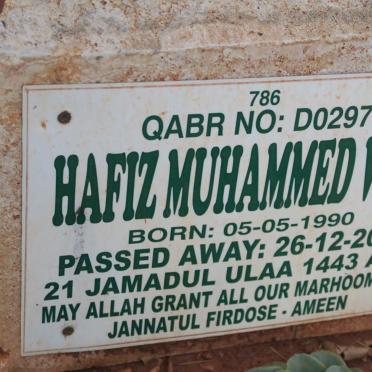 786
QABR NO: D0297
HAFIZ MUHAMMED
BORN: 05-05-1990
PASSED AWAY: 26-12-20
21 JAMADUL ULAA 1443 A
MAY ALLAH GRANT ALL OUR MARHOOM
JANNATUL FIRDOSE - AMEEN